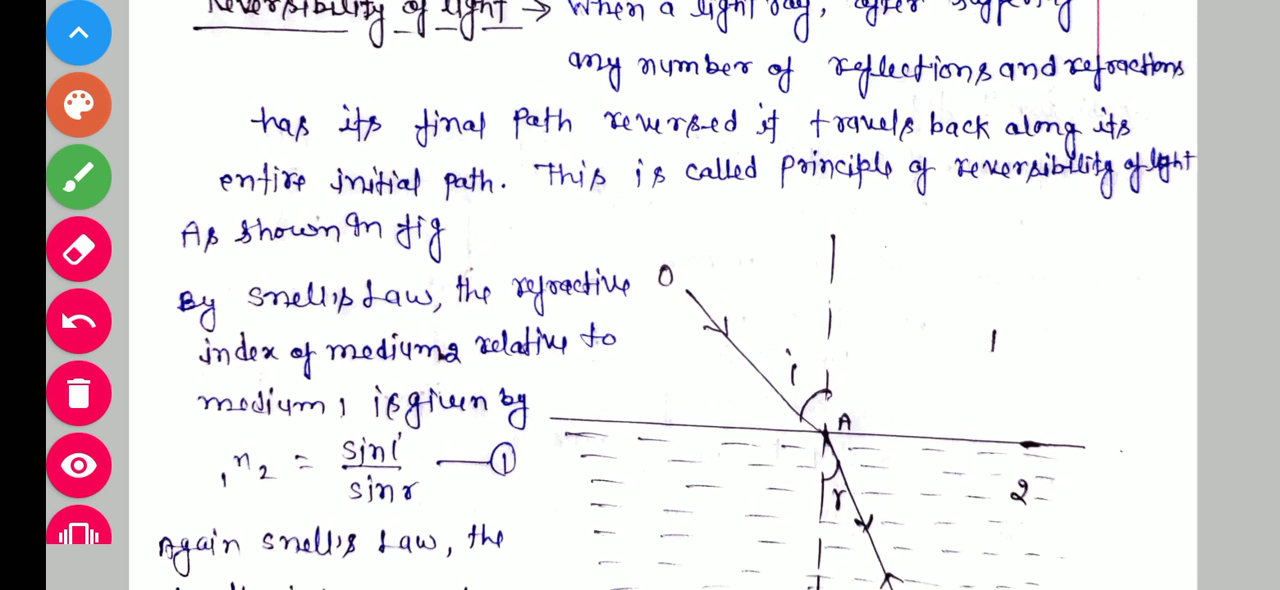 Reversibility of light → When a light ray, after suffering
any number of reflections and refractions
has its final path reversed it travels back along its
entire initial path. This is called principle of reversibility of light
As shown In fig
By snell's Law, the refractive
index of medium 2 relative to
medium 1 is given by
₁n₂ = sin i / sin r — ①
Again snell's Law, the
O
i
1
A
r
2